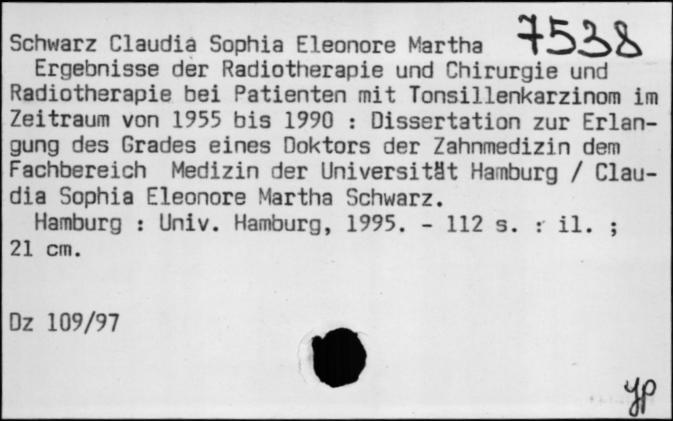 7538
Schwarz Claudia Sophia Eleonore Martha
Ergebnisse der Radiotherapie und Chirurgie und
Radiotherapie bei Patienten mit Tonsillenkarzinom im
Zeitraum von 1955 bis 1990 : Dissertation zur Erlan-
gung des Grades eines Doktors der Zahnmedizin dem
Fachbereich Medizin der Universität Hamburg / Clau-
dia Sophia Eleonore Martha Schwarz.
Hamburg : Univ. Hamburg, 1995. - 112 s. : il. ;
21 cm.
Dz 109/97
yp